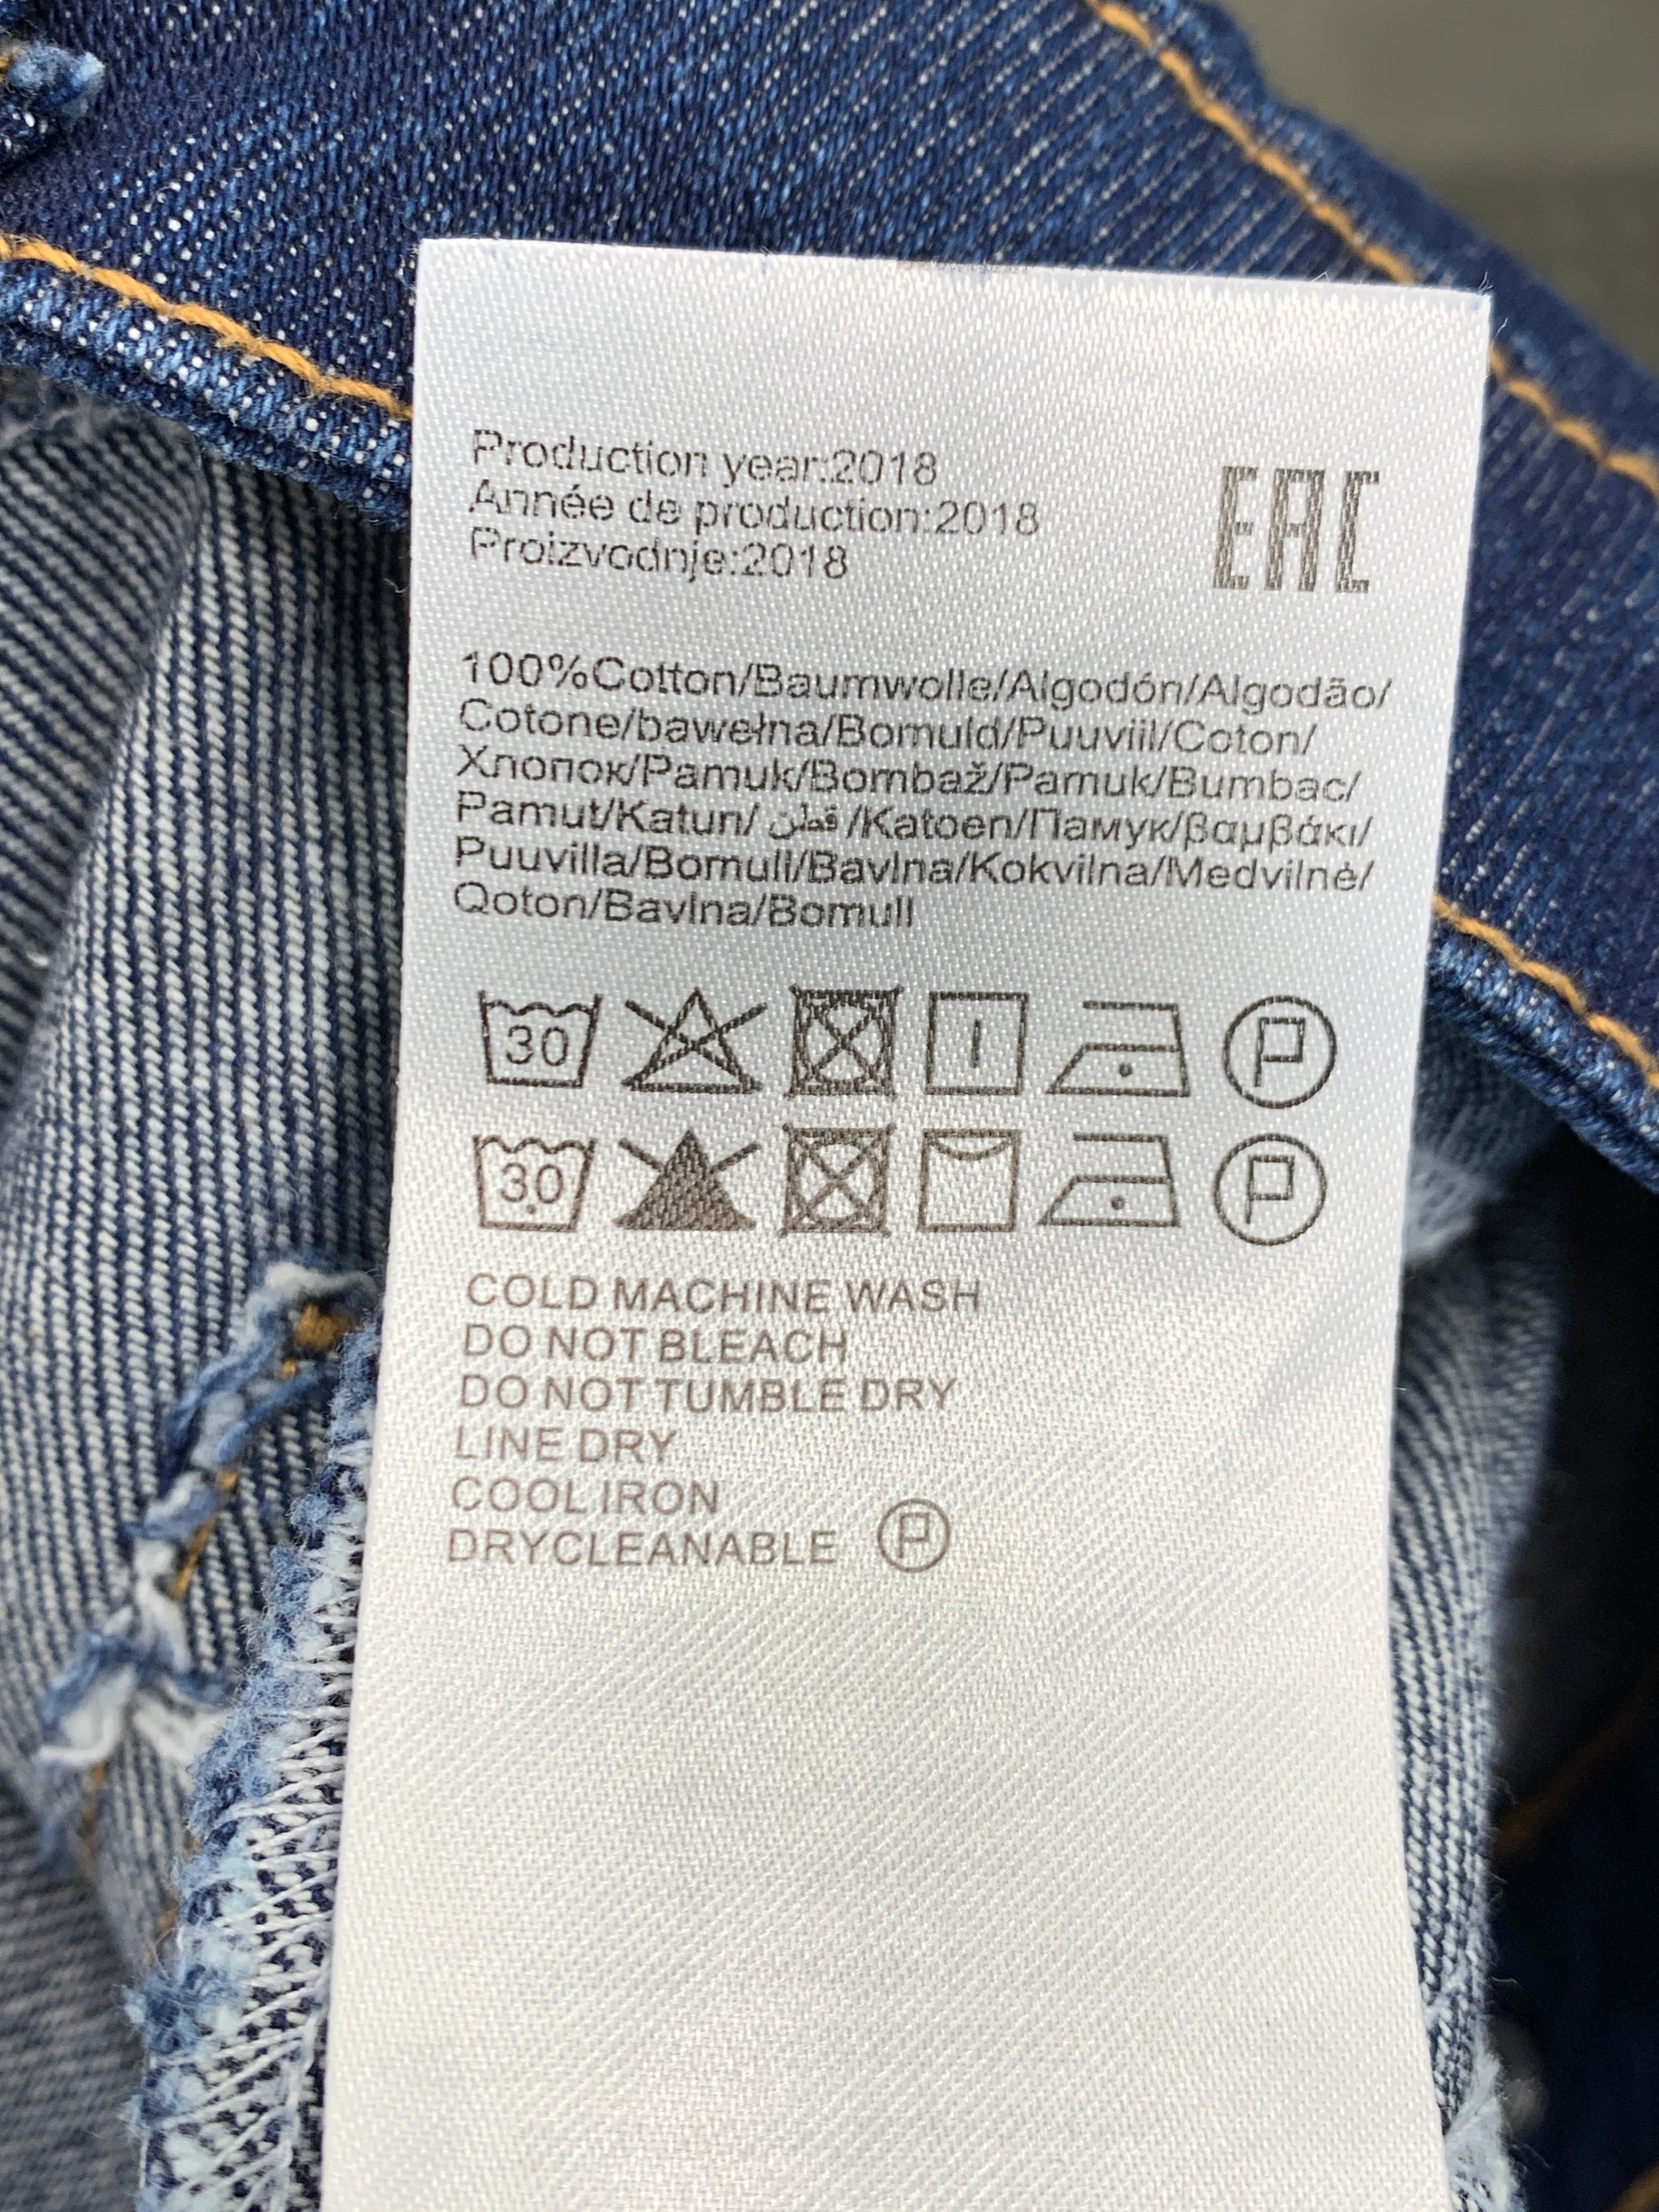 Production year:2018
Année de production:2018
Proizvodnje:2018
EAC
100%Cotton/Baumwolle/Algodón/Algodão/
Cotone/bawełna/Bomuld/Puuviil/Coton/
Хлопок/Pamuk/Bombaž/Pamuk/Bumbac/
Pamut/Katun/ قطن /Katoen/Памук/βαμβάκι/
Puuvilla/Bomull/Bavlna/Kokvilna/Medvilnė/
Qoton/Bavlna/Bomull
30 P
30 P
COLD MACHINE WASH
DO NOT BLEACH
DO NOT TUMBLE DRY
LINE DRY
COOL IRON
DRYCLEANABLE P